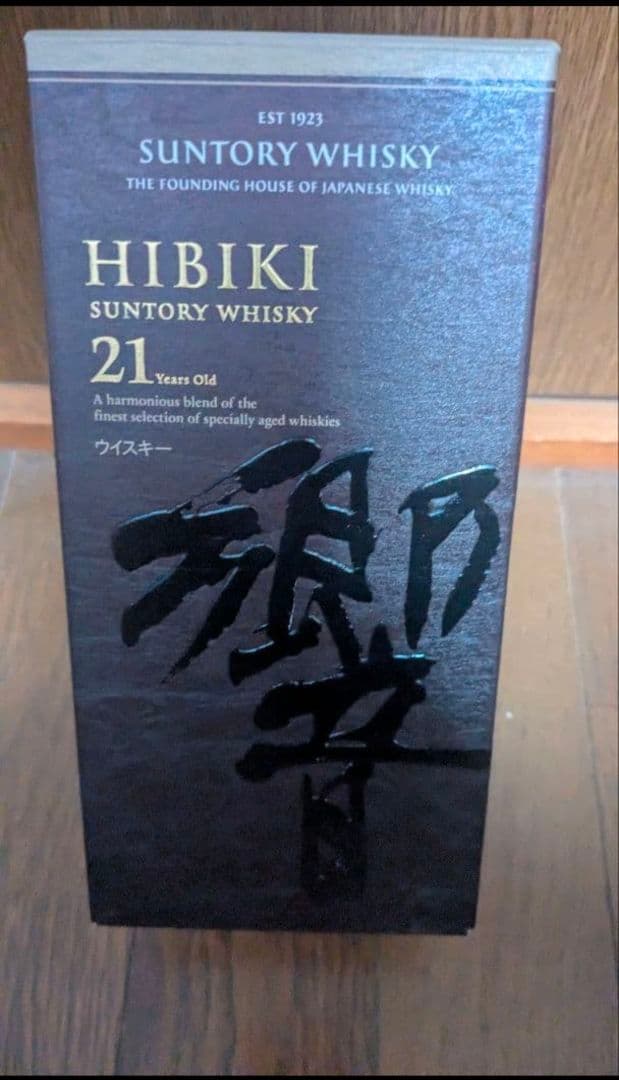 EST 1923
SUNTORY WHISKY
THE FOUNDING HOUSE OF JAPANESE WHISKY
HIBIKI
SUNTORY WHISKY
21 Years Old
A harmonious blend of the
finest selection of specially aged whiskies
ウイスキー
響